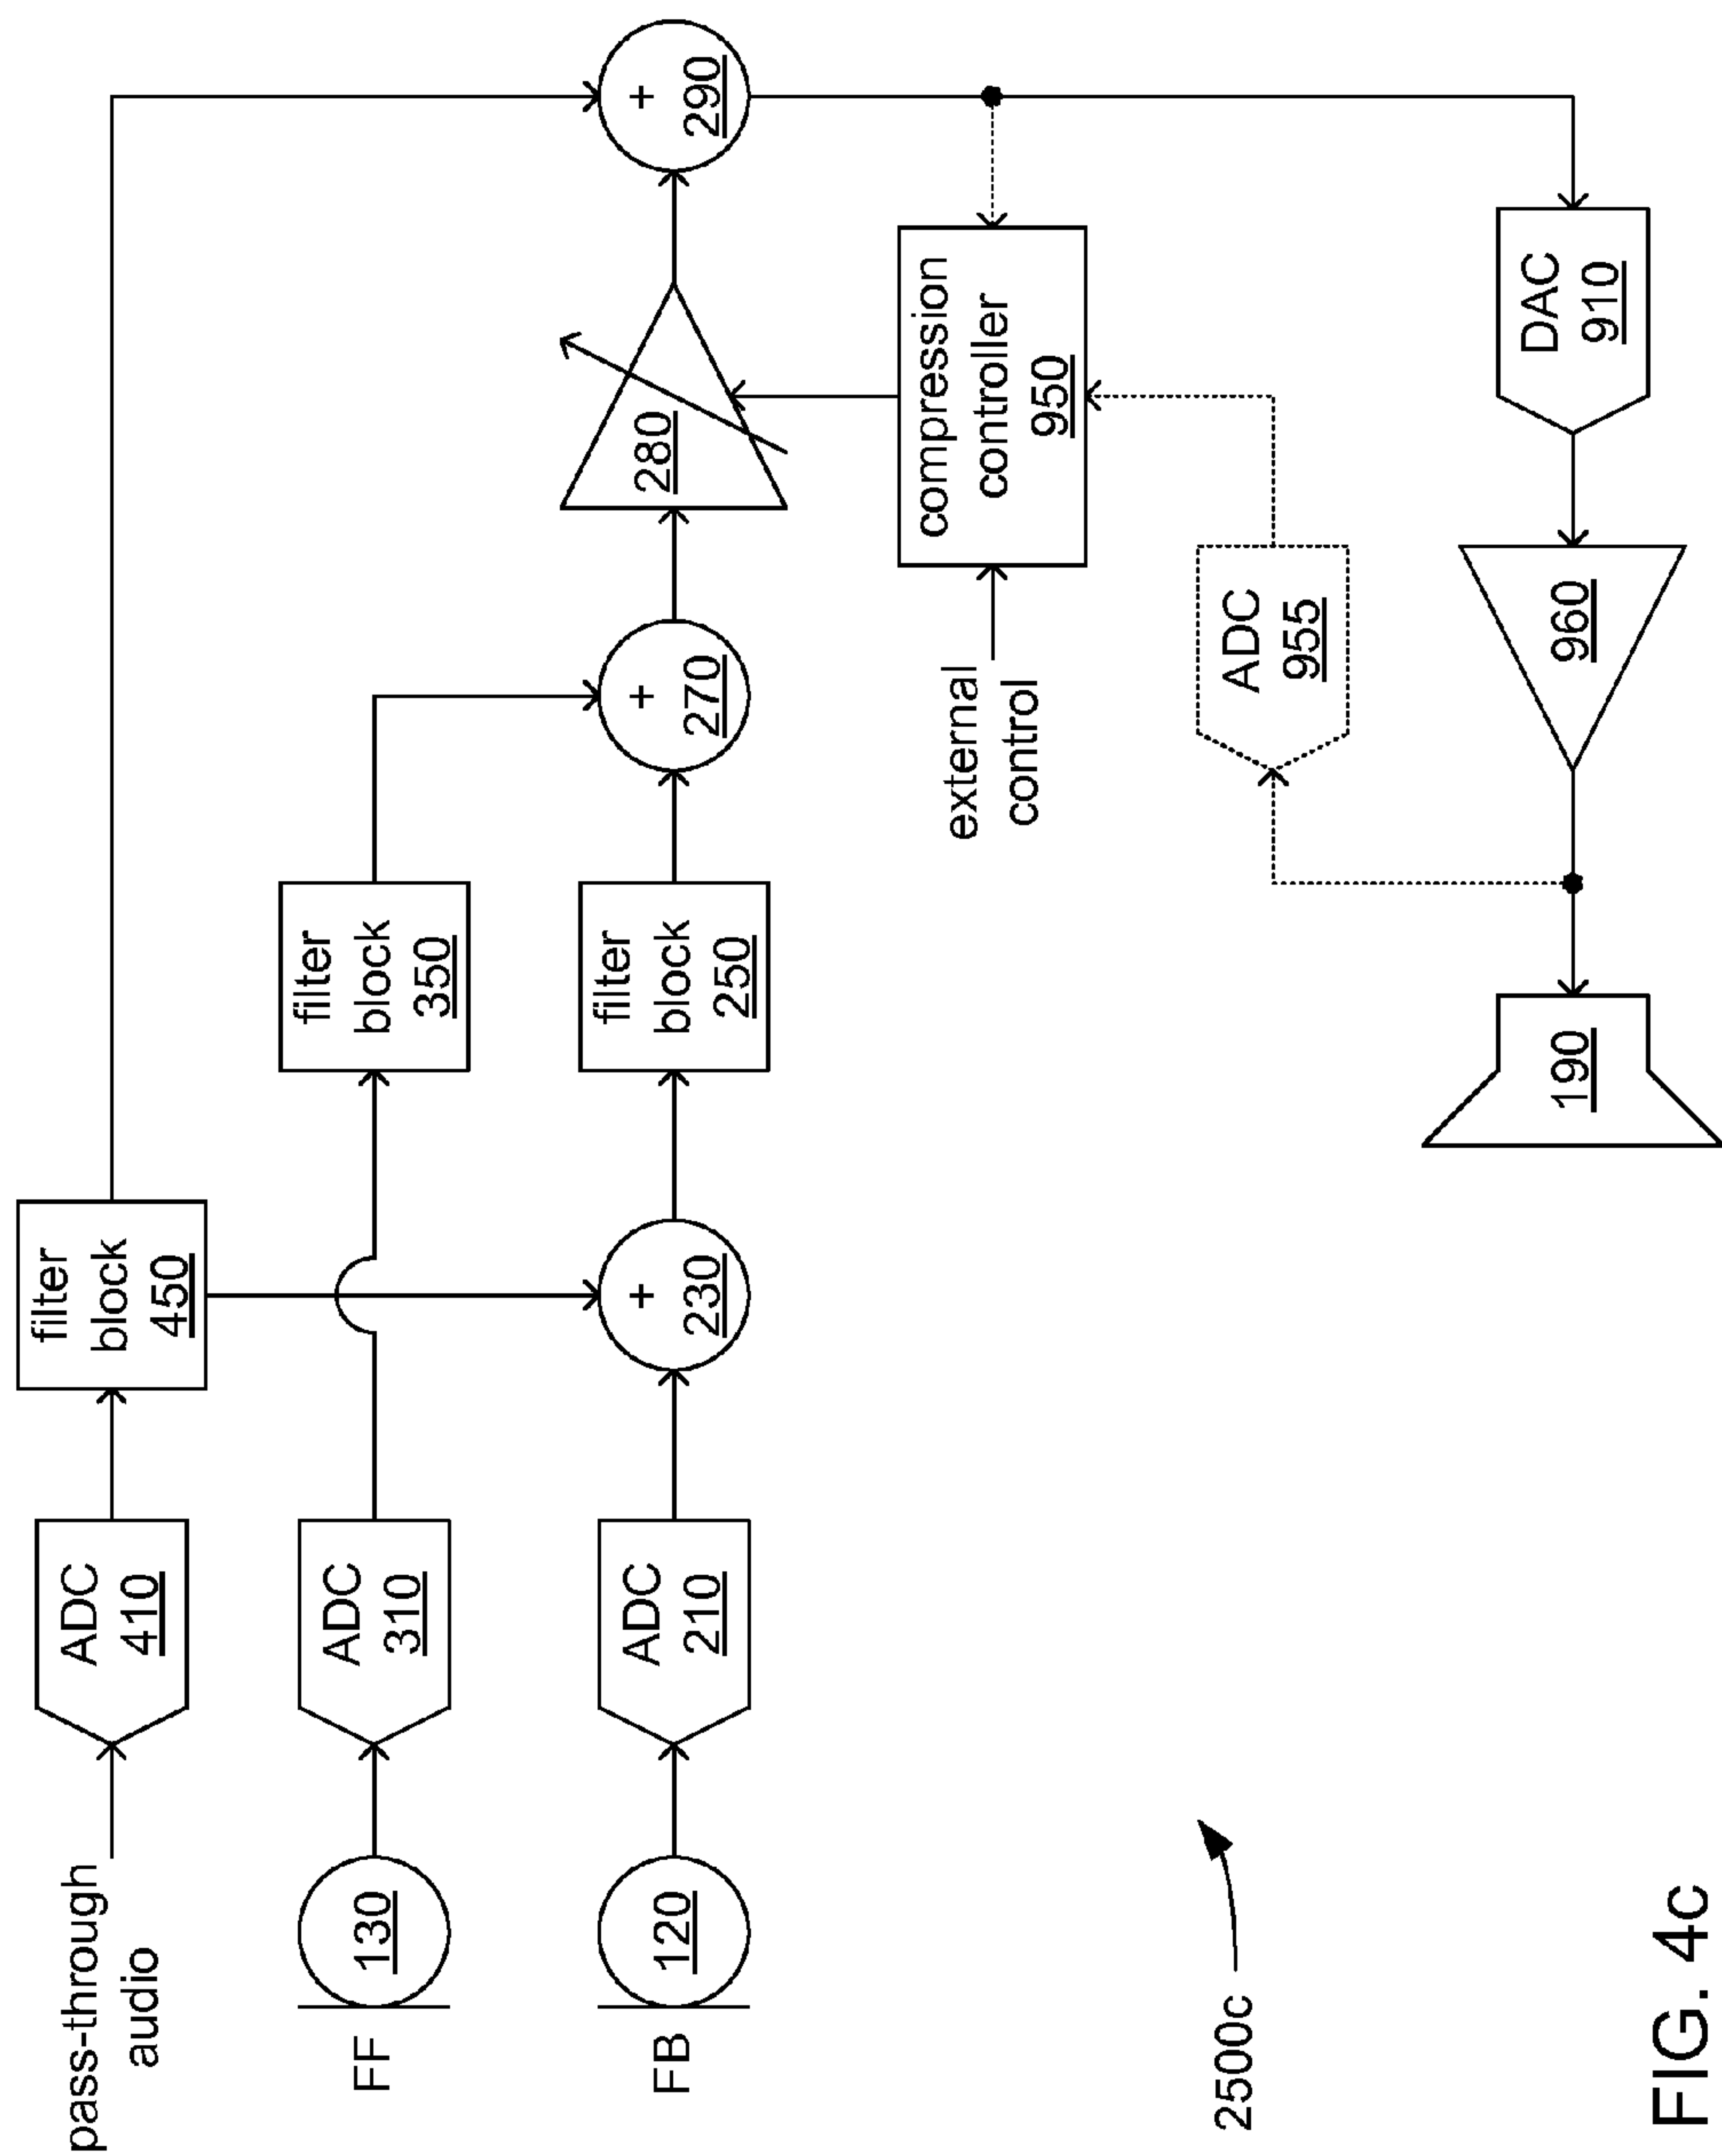 pass-through
audio
ADC
410
filter
block
450
FF
130
ADC
310
filter
block
350
FB
120
ADC
210
+
230
filter
block
250
+
270
280
+
290
external
control
compression
controller
950
ADC
955
2500c
190
960
DAC
910
FIG. 4c